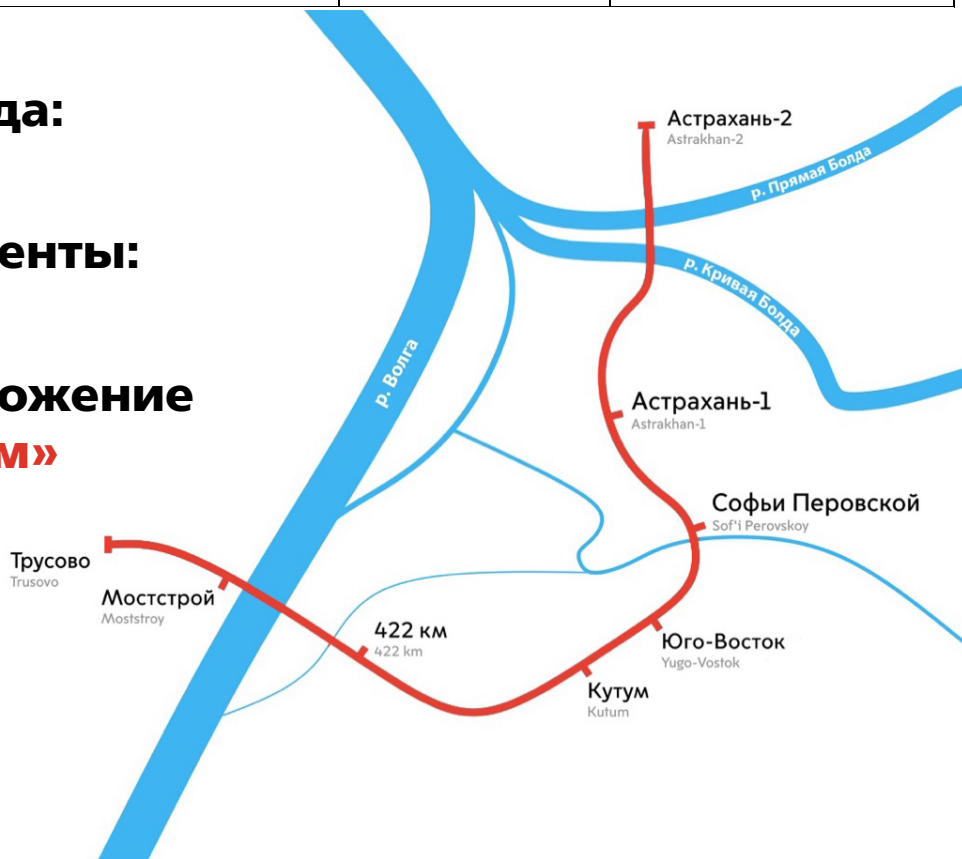 да:
енты:
ожение
м»
Астрахань-2
Astrakhan-2
р. Прямая Болда
р. Кривая Болда
р. Волга
Астрахань-1
Astrakhan-1
Софьи Перовской
Sof'i Perovskoy
Трусово
Trusovo
Мостстрой
Moststroy
422 км
422 km
Юго-Восток
Yugo-Vostok
Кутум
Kutum